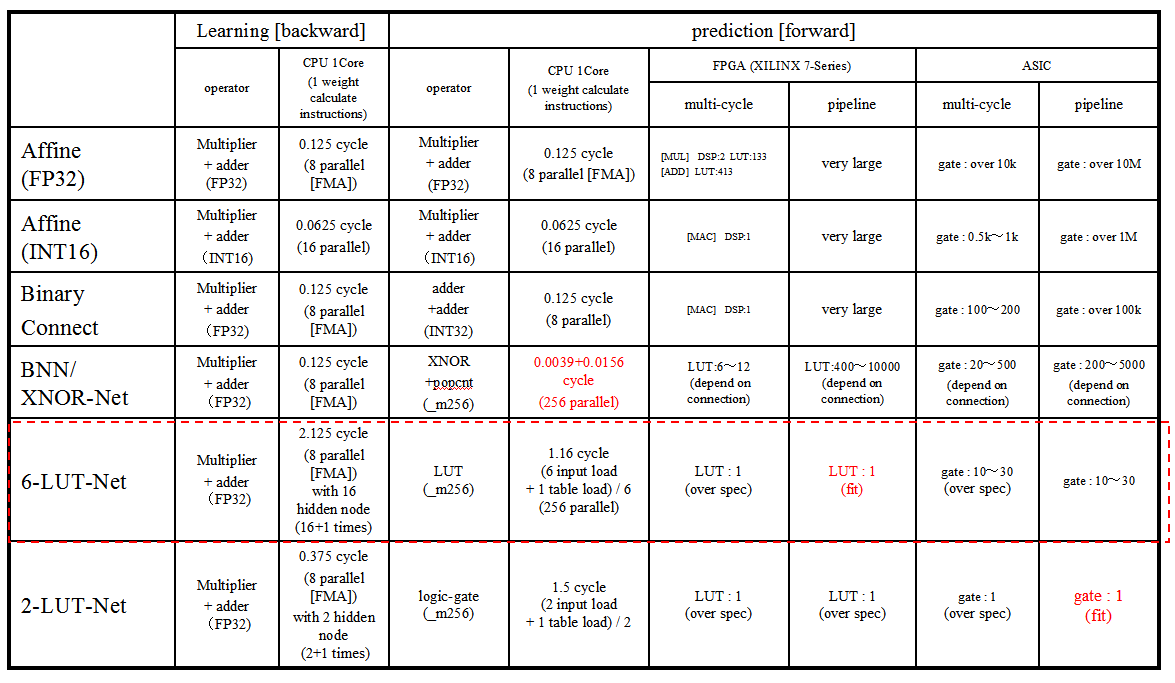 Learning [backward]
prediction [forward]
operator
CPU 1Core
(1 weight
calculate
instructions)
operator
CPU 1Core
(1 weight calculate
instructions)
FPGA (XILINX 7-Series)
ASIC
multi-cycle
pipeline
multi-cycle
pipeline
Affine
(FP32)
Multiplier
+ adder
(FP32)
0.125 cycle
(8 parallel
[FMA])
Multiplier
+ adder
(FP32)
0.125 cycle
(8 parallel [FMA])
[MUL] DSP:2 LUT:133
[ADD] LUT:413
very large
gate : over 10k
gate : over 10M
Affine
(INT16)
Multiplier
+ adder
（INT16)
0.0625 cycle
(16 parallel)
Multiplier
+ adder
（INT16)
0.0625 cycle
(16 parallel)
[MAC] DSP:1
very large
gate : 0.5k～1k
gate : over 1M
Binary
Connect
Multiplier
+ adder
（FP32)
0.125 cycle
(8 parallel
[FMA])
adder
+adder
(INT32)
0.125 cycle
(8 parallel)
[MAC] DSP:1
very large
gate : 100～200
gate : over 100k
BNN/
XNOR-Net
Multiplier
+ adder
（FP32)
0.125 cycle
(8 parallel
[FMA])
XNOR
+popcnt
(_m256)
0.0039+0.0156
cycle
(256 parallel)
LUT:6～12
(depend on
connection)
LUT:400～10000
(depend on
connection)
gate : 20～500
(depend on
connection)
gate : 200～5000
(depend on
connection)
6-LUT-Net
Multiplier
+ adder
（FP32)
2.125 cycle
(8 parallel
[FMA])
with 16
hidden node
(16+1 times)
LUT
(_m256)
1.16 cycle
(6 input load
+ 1 table load) / 6
(256 parallel)
LUT : 1
(over spec)
LUT : 1
(fit)
gate : 10～30
(over spec)
gate : 10～30
2-LUT-Net
Multiplier
+ adder
（FP32)
0.375 cycle
(8 parallel
[FMA])
with 2 hidden
node
(2+1 times)
logic-gate
(_m256)
1.5 cycle
(2 input load
+ 1 table load) / 2
LUT : 1
(over spec)
LUT : 1
(over spec)
gate : 1
(over spec)
gate : 1
(fit)